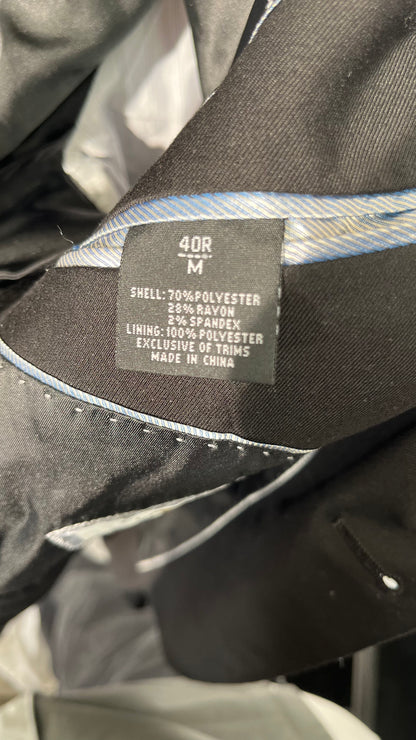 40R
M
SHELL: 70%POLYESTER
28% RAYON
2% SPANDEX
LINING: 100% POLYESTER
EXCLUSIVE OF TRIMS
MADE IN CHINA